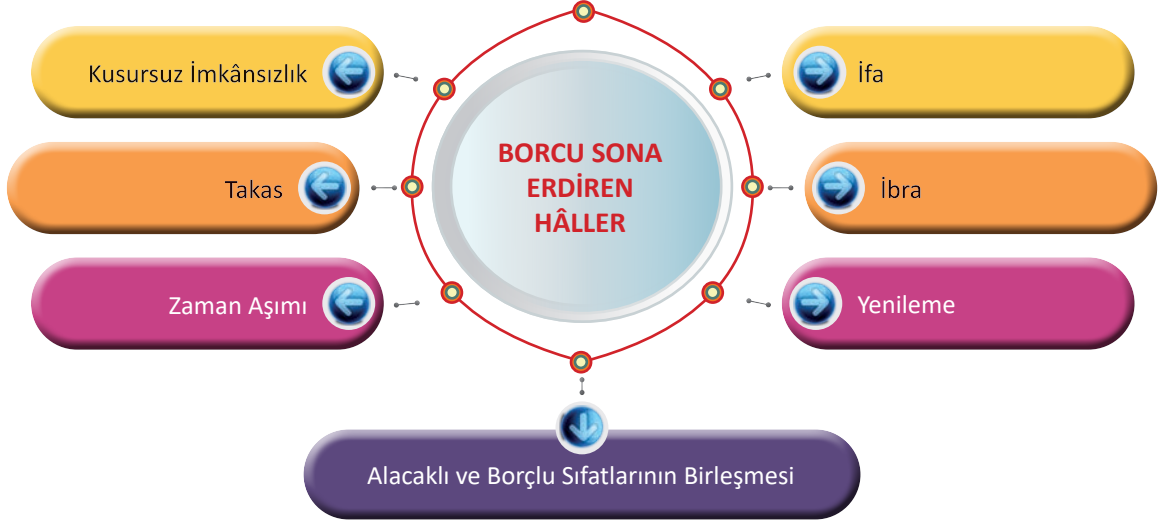 BORCU SONA
ERDİREN
HÂLLER
Kusursuz İmkânsızlık
İfa
Takas
İbra
Zaman Aşımı
Yenileme
Alacaklı ve Borçlu Sıfatlarının Birleşmesi